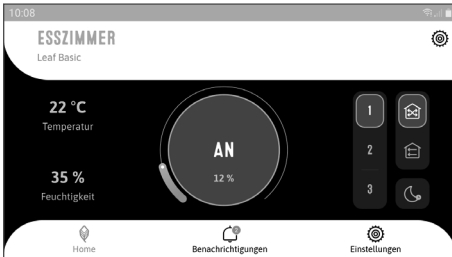 10:08
ESSZIMMER
Leaf Basic
22 °C
Temperatur
35 %
Feuchtigkeit
AN
12 %
1
2
3
Home
Benachrichtigungen
Einstellungen